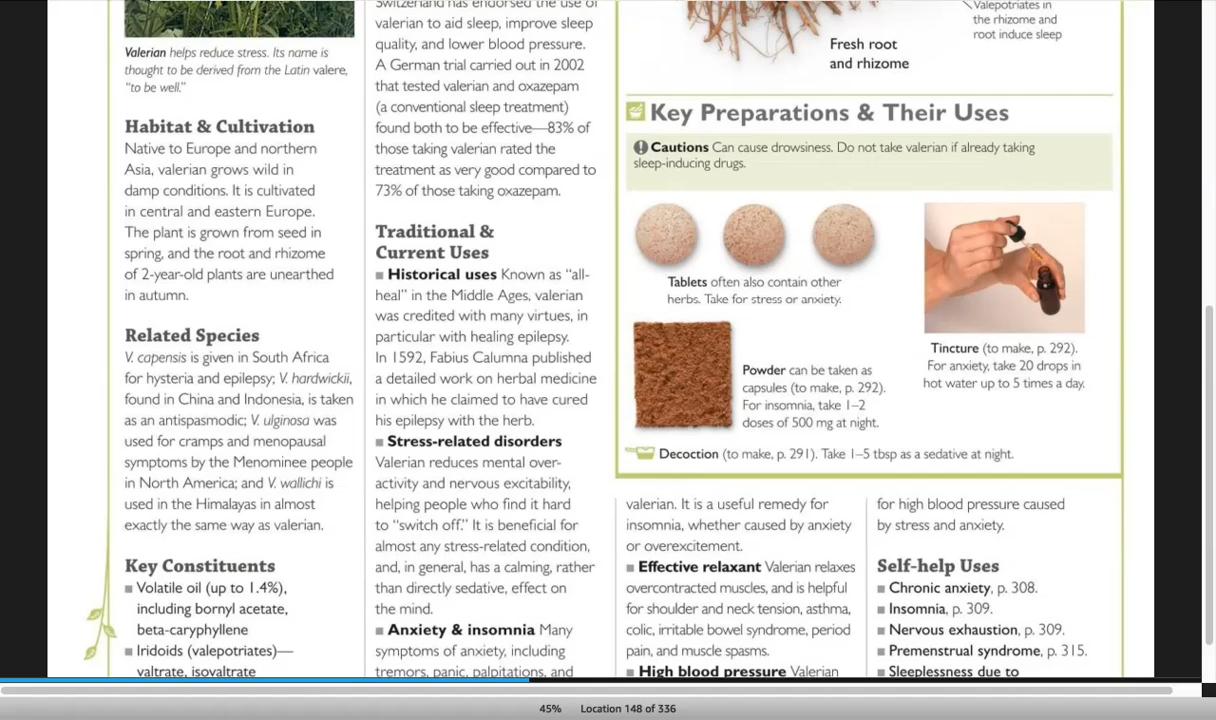 Valerian helps reduce stress. Its name is
thought to be derived from the Latin valere,
"to be well."
Habitat & Cultivation
Native to Europe and northern
Asia, valerian grows wild in
damp conditions. It is cultivated
in central and eastern Europe.
The plant is grown from seed in
spring, and the root and rhizome
of 2-year-old plants are unearthed
in autumn.
Related Species
V. capensis is given in South Africa
for hysteria and epilepsy; V. hardwickii,
found in China and Indonesia, is taken
as an antispasmodic; V. ulginosa was
used for cramps and menopausal
symptoms by the Menominee people
in North America; and V. wallichi is
used in the Himalayas in almost
exactly the same way as valerian.
Key Constituents
■ Volatile oil (up to 1.4%),
including bornyl acetate,
beta-caryphyllene
■ Iridoids (valepotriates)—
valtrate, isovaltrate
Switzerland has endorsed the use of
valerian to aid sleep, improve sleep
quality, and lower blood pressure.
A German trial carried out in 2002
that tested valerian and oxazepam
(a conventional sleep treatment)
found both to be effective—83% of
those taking valerian rated the
treatment as very good compared to
73% of those taking oxazepam.
Traditional &
Current Uses
■ Historical uses Known as "all-
heal" in the Middle Ages, valerian
was credited with many virtues, in
particular with healing epilepsy.
In 1592, Fabius Calumna published
a detailed work on herbal medicine
in which he claimed to have cured
his epilepsy with the herb.
■ Stress-related disorders
Valerian reduces mental over-
activity and nervous excitability,
helping people who find it hard
to "switch off." It is beneficial for
almost any stress-related condition,
and, in general, has a calming, rather
than directly sedative, effect on
the mind.
■ Anxiety & insomnia Many
symptoms of anxiety, including
tremors, panic, palpitations, and
Valepotriates in
the rhizome and
root induce sleep
Fresh root
and rhizome
Key Preparations & Their Uses
Cautions Can cause drowsiness. Do not take valerian if already taking
sleep-inducing drugs.
Tablets often also contain other
herbs. Take for stress or anxiety.
Powder can be taken as
capsules (to make, p. 292).
For insomnia, take 1–2
doses of 500 mg at night.
Tincture (to make, p. 292).
For anxiety, take 20 drops in
hot water up to 5 times a day.
Decoction (to make, p. 291). Take 1–5 tbsp as a sedative at night.
valerian. It is a useful remedy for
insomnia, whether caused by anxiety
or overexcitement.
■ Effective relaxant Valerian relaxes
overcontracted muscles, and is helpful
for shoulder and neck tension, asthma,
colic, irritable bowel syndrome, period
pain, and muscle spasms.
■ High blood pressure Valerian
for high blood pressure caused
by stress and anxiety.
Self-help Uses
■ Chronic anxiety, p. 308.
■ Insomnia, p. 309.
■ Nervous exhaustion, p. 309.
■ Premenstrual syndrome, p. 315.
■ Sleeplessness due to
45% Location 148 of 336